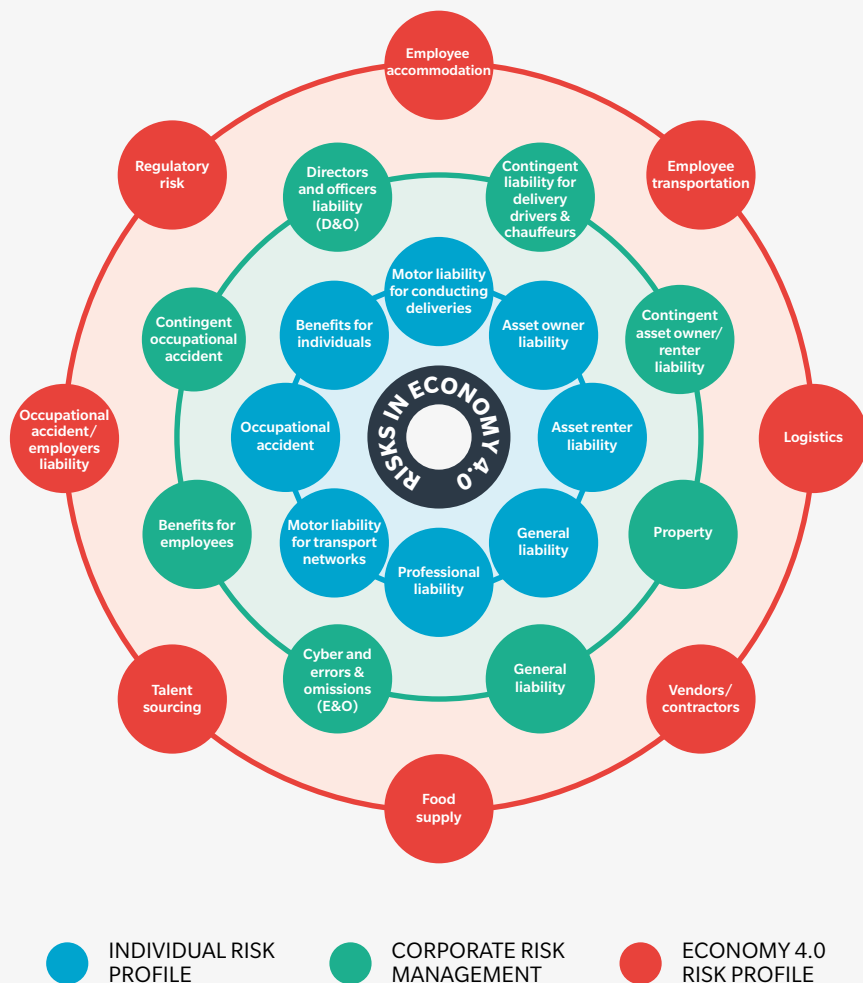 Employee
accommodation
Regulatory
risk
Employee
transportation
Directors
and officers
liability
(D&O)
Contingent
liability for
delivery
drivers &
chauffeurs
Motor liability
for conducting
deliveries
Benefits for
individuals
Asset owner
liability
Contingent
occupational
accident
Contingent
asset owner/
renter
liability
Occupational
accident/
employers
liability
Occupational
accident
RISKS IN ECONOMY 4.0
Asset renter
liability
Logistics
Benefits for
employees
Motor liability
for transport
networks
General
liability
Property
Professional
liability
Cyber and
errors &
omissions
(E&O)
General
liability
Talent
sourcing
Vendors/
contractors
Food
supply
INDIVIDUAL RISK
PROFILE
CORPORATE RISK
MANAGEMENT
ECONOMY 4.0
RISK PROFILE